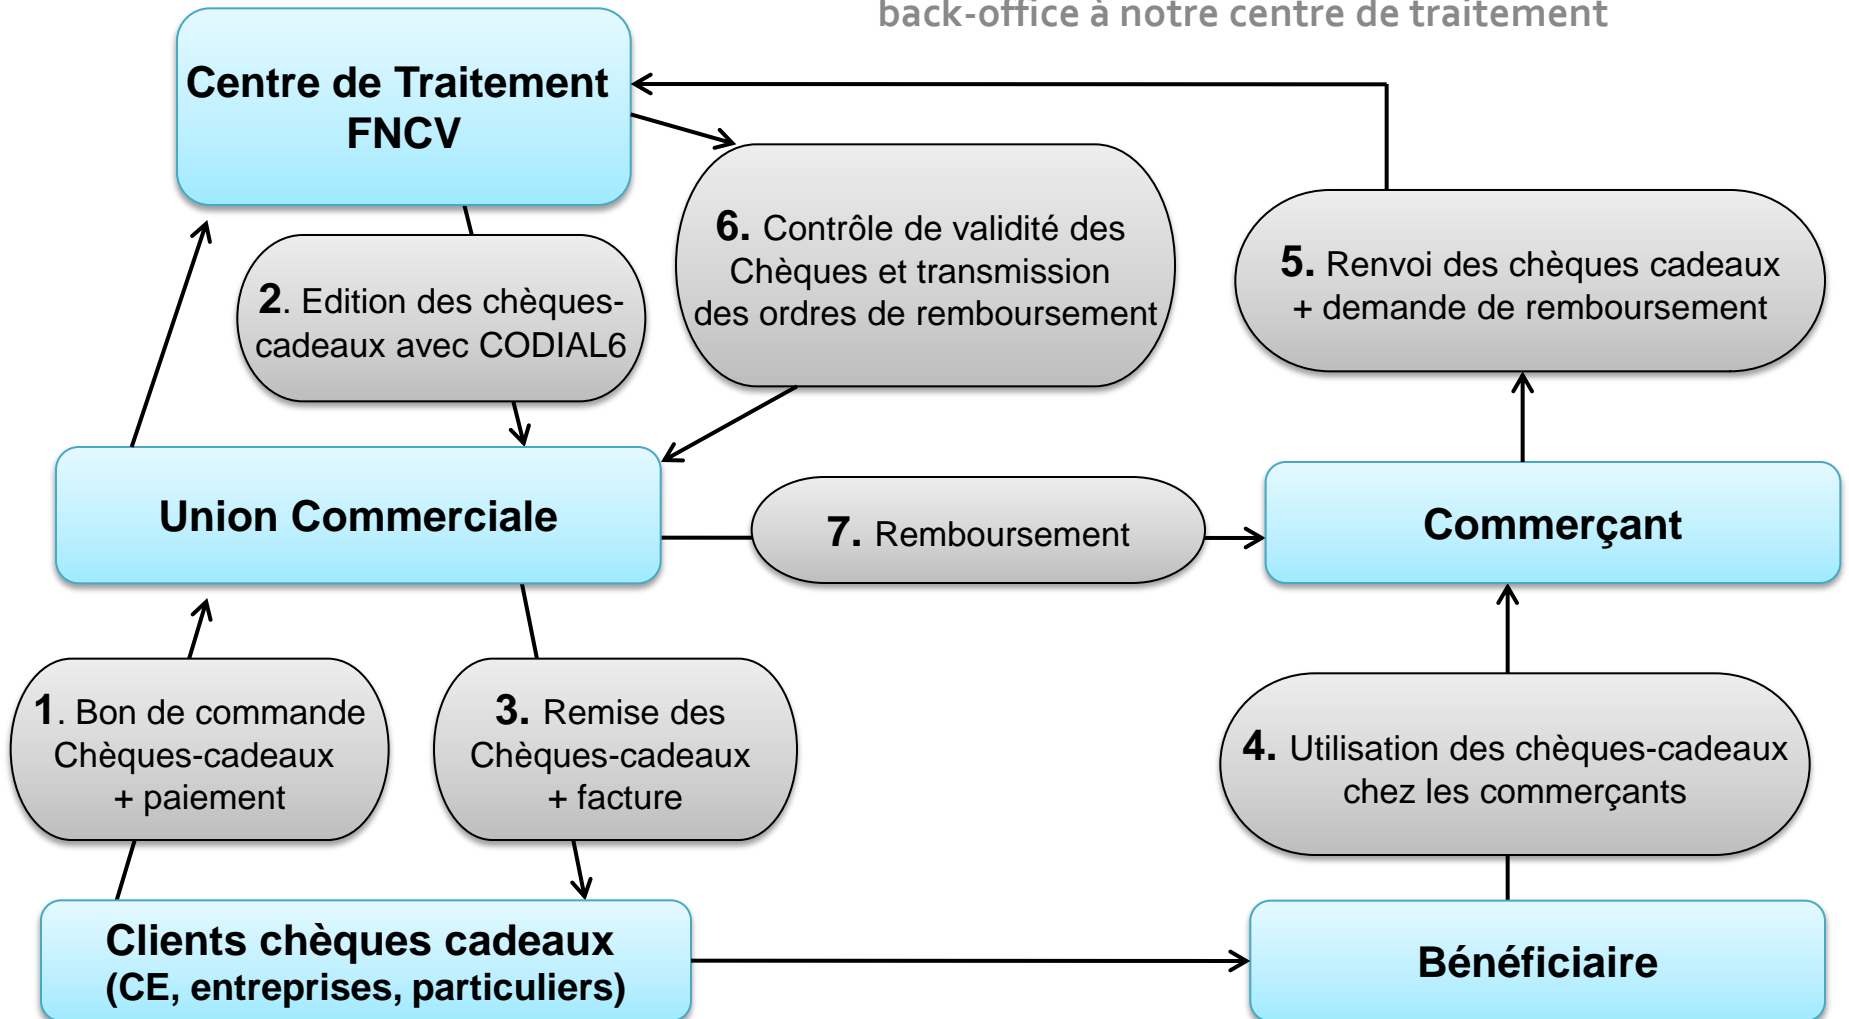 back-office à notre centre de traitement
Centre de Traitement
FNCV
6. Contrôle de validité des
Chèques et transmission
des ordres de remboursement
5. Renvoi des chèques cadeaux
+ demande de remboursement
2. Edition des chèques-
cadeaux avec CODIAL6
Union Commerciale
7. Remboursement
Commerçant
1. Bon de commande
Chèques-cadeaux
+ paiement
3. Remise des
Chèques-cadeaux
+ facture
4. Utilisation des chèques-cadeaux
chez les commerçants
Clients chèques cadeaux
(CE, entreprises, particuliers)
Bénéficiaire